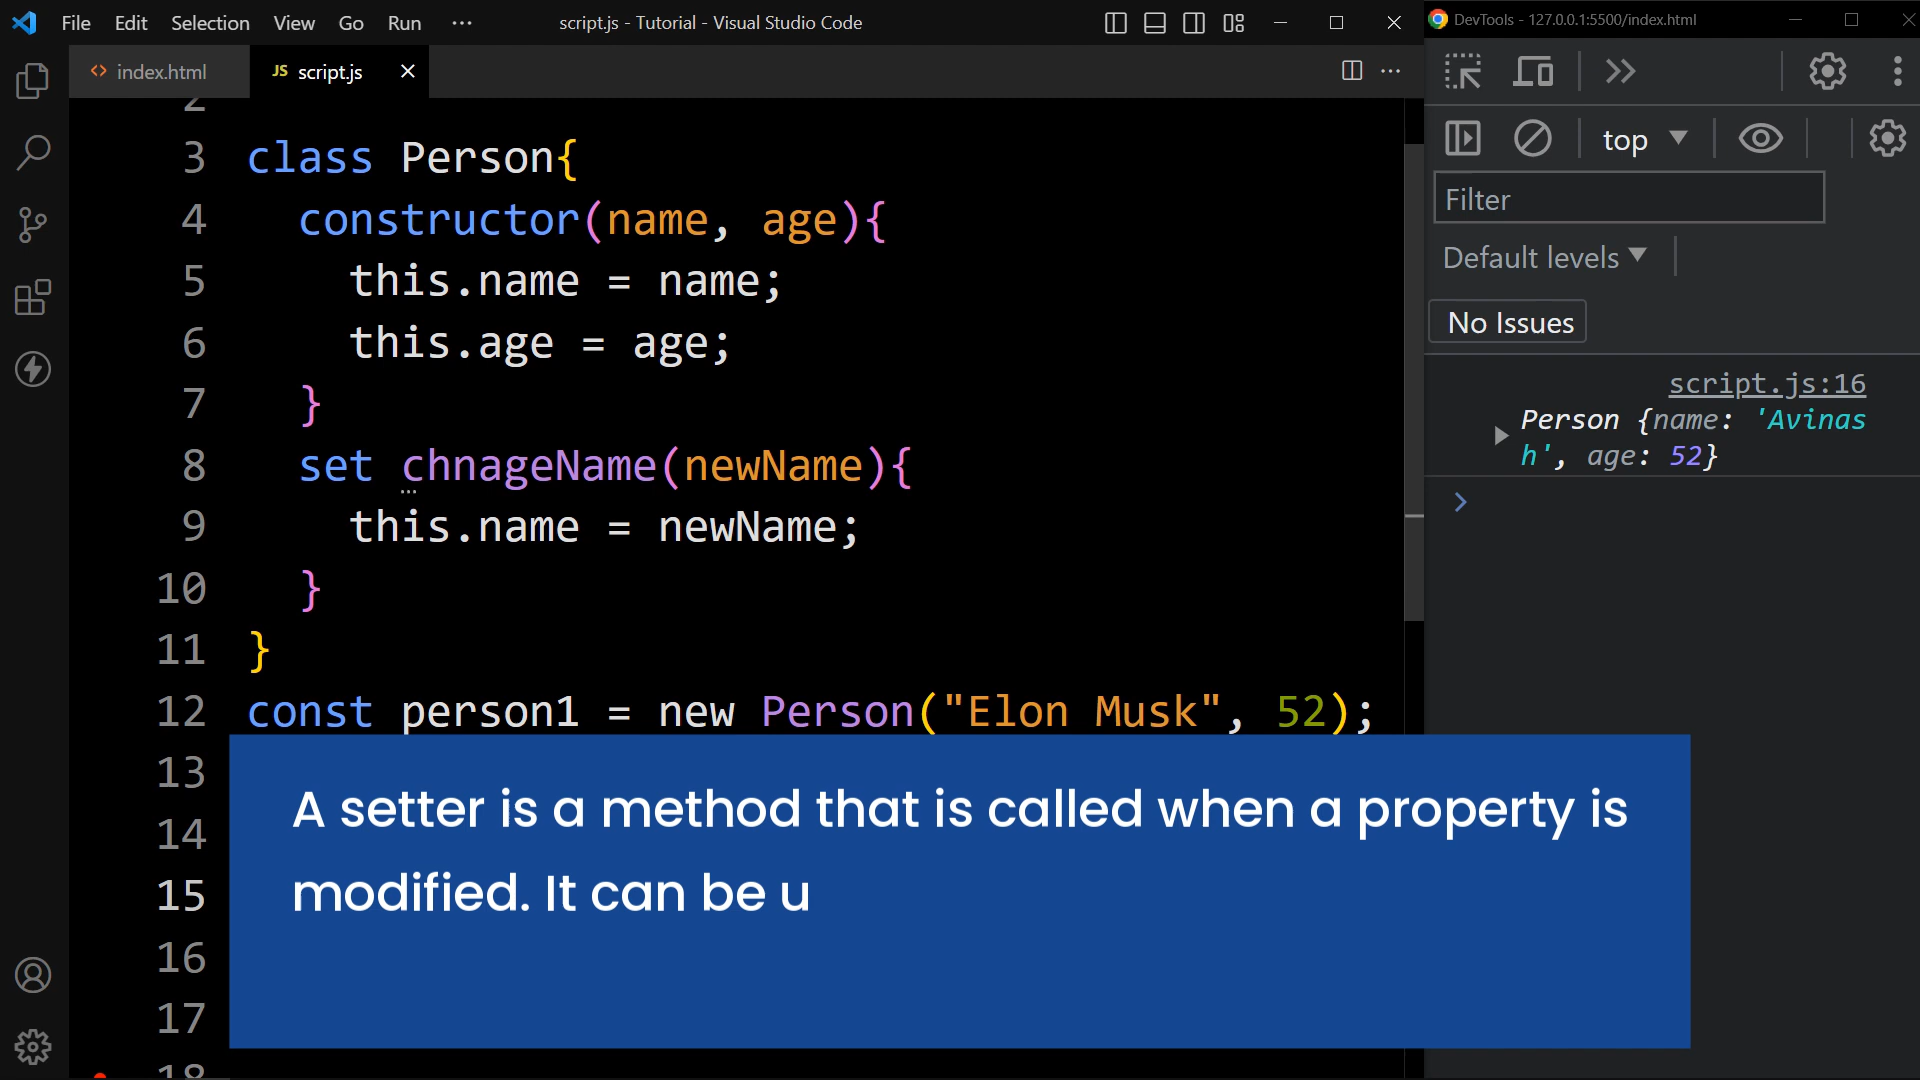 File Edit Selection View Go Run ··· script.js - Tutorial - Visual Studio Code
index.html JS script.js
2
3 class Person{
4 constructor(name, age){
5 this.name = name;
6 this.age = age;
7 }
8 set chnageName(newName){
9 this.name = newName;
10 }
11 }
12 const person1 = new Person("Elon Musk", 52);
13
14
15
16
17
18
A setter is a method that is called when a property is
modified. It can be u
DevTools - 127.0.0.1:5500/index.html
top
Filter
Default levels
No Issues
script.js:16
Person {name: 'Avinas
h', age: 52}